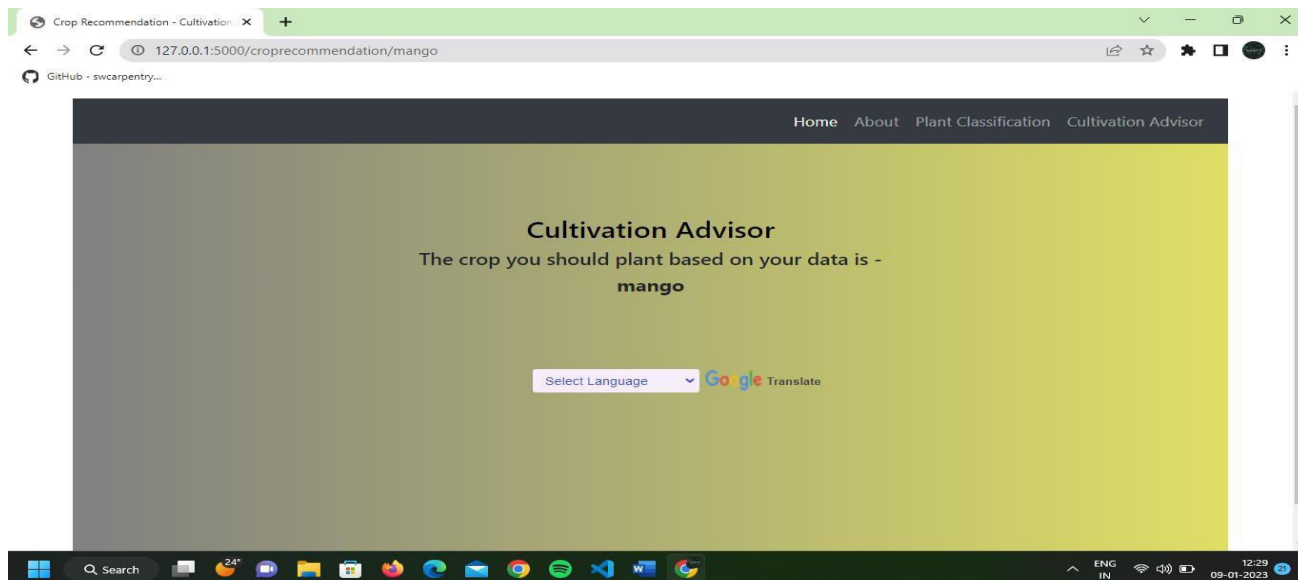 Crop Recommendation - Cultivation
127.0.0.1:5000/croprecommendation/mango
GitHub - swcarpentry...
Home About Plant Classification Cultivation Advisor
Cultivation Advisor
The crop you should plant based on your data is -
mango
Select Language Google Translate
Search 24° ENG 12:29
IN 09-01-2023 21